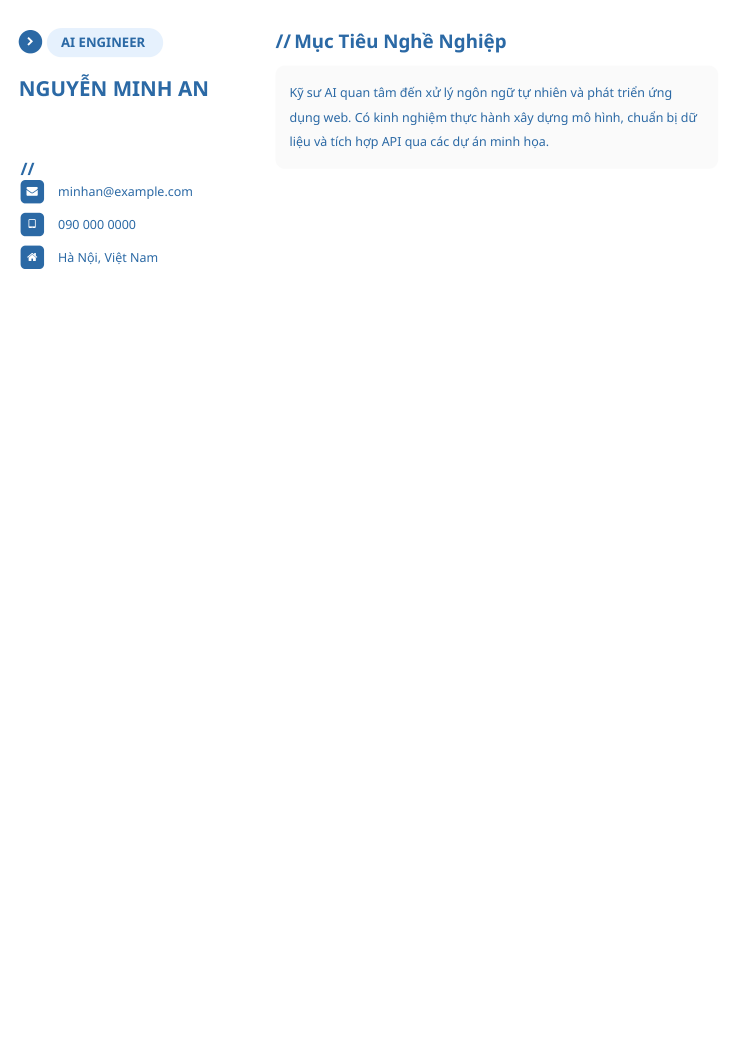 AI ENGINEER
NGUYỄN MINH AN
//
minhan@example.com
090 000 0000
Hà Nội, Việt Nam
// Mục Tiêu Nghề Nghiệp
Kỹ sư AI quan tâm đến xử lý ngôn ngữ tự nhiên và phát triển ứng
dụng web. Có kinh nghiệm thực hành xây dựng mô hình, chuẩn bị dữ
liệu và tích hợp API qua các dự án minh họa.